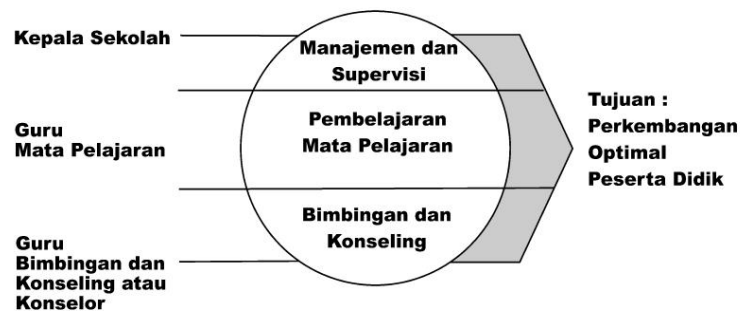 Kepala Sekolah
Manajemen dan
Supervisi
Guru
Mata Pelajaran
Pembelajaran
Mata Pelajaran
Tujuan :
Perkembangan
Optimal
Peserta Didik
Guru
Bimbingan dan
Konseling atau
Konselor
Bimbingan dan
Konseling